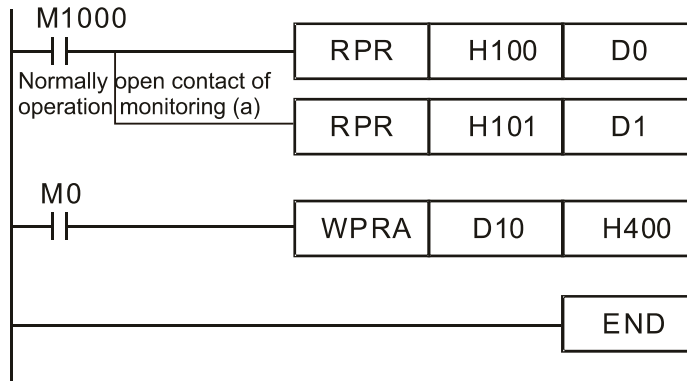 M1000
RPR H100 D0
Normally open contact of
operation monitoring (a)
RPR H101 D1
M0
WPRA D10 H400
END